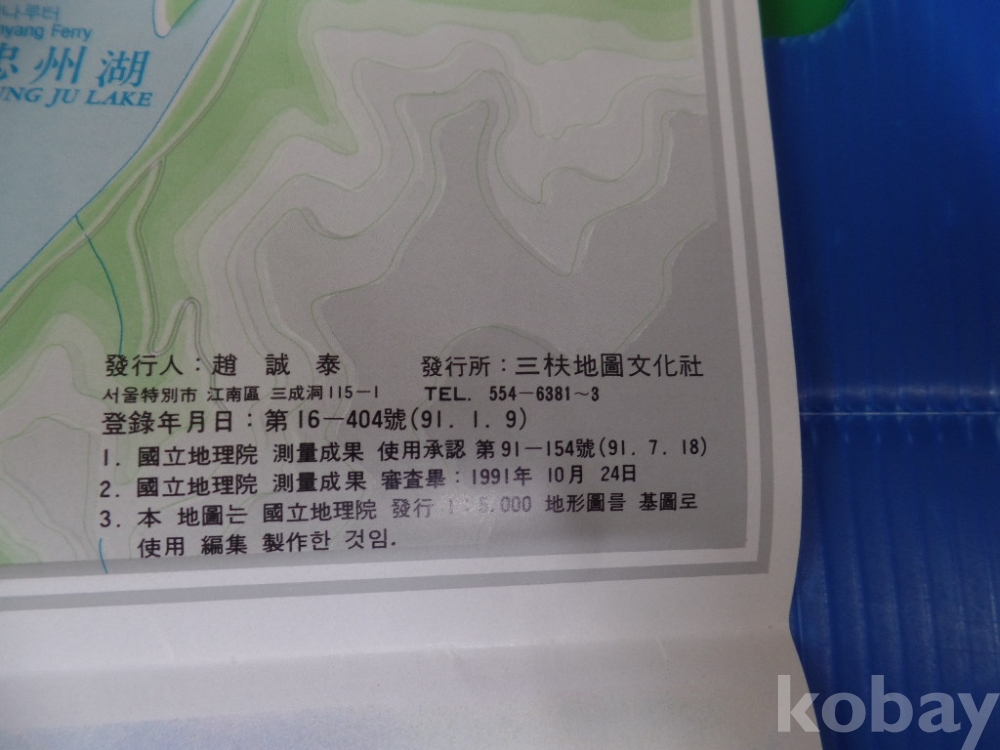 나루터
nyang Ferry
忠州湖
UNG JU LAKE
發行人 : 趙 誠 泰 發行所 : 三扶地圖文化社
서울特別市 江南區 三成洞 115-1 TEL. 554-6381~3
登錄年月日 : 第16-404號(91. 1. 9)
1. 國立地理院 測量成果 使用承認 第91-154號(91. 7. 18)
2. 國立地理院 測量成果 審査畢 : 1991年 10月 24日
3. 本 地圖는 國立地理院 發行 1:5,000 地形圖를 基圖로
使用 編集 製作한 것임.
kobay